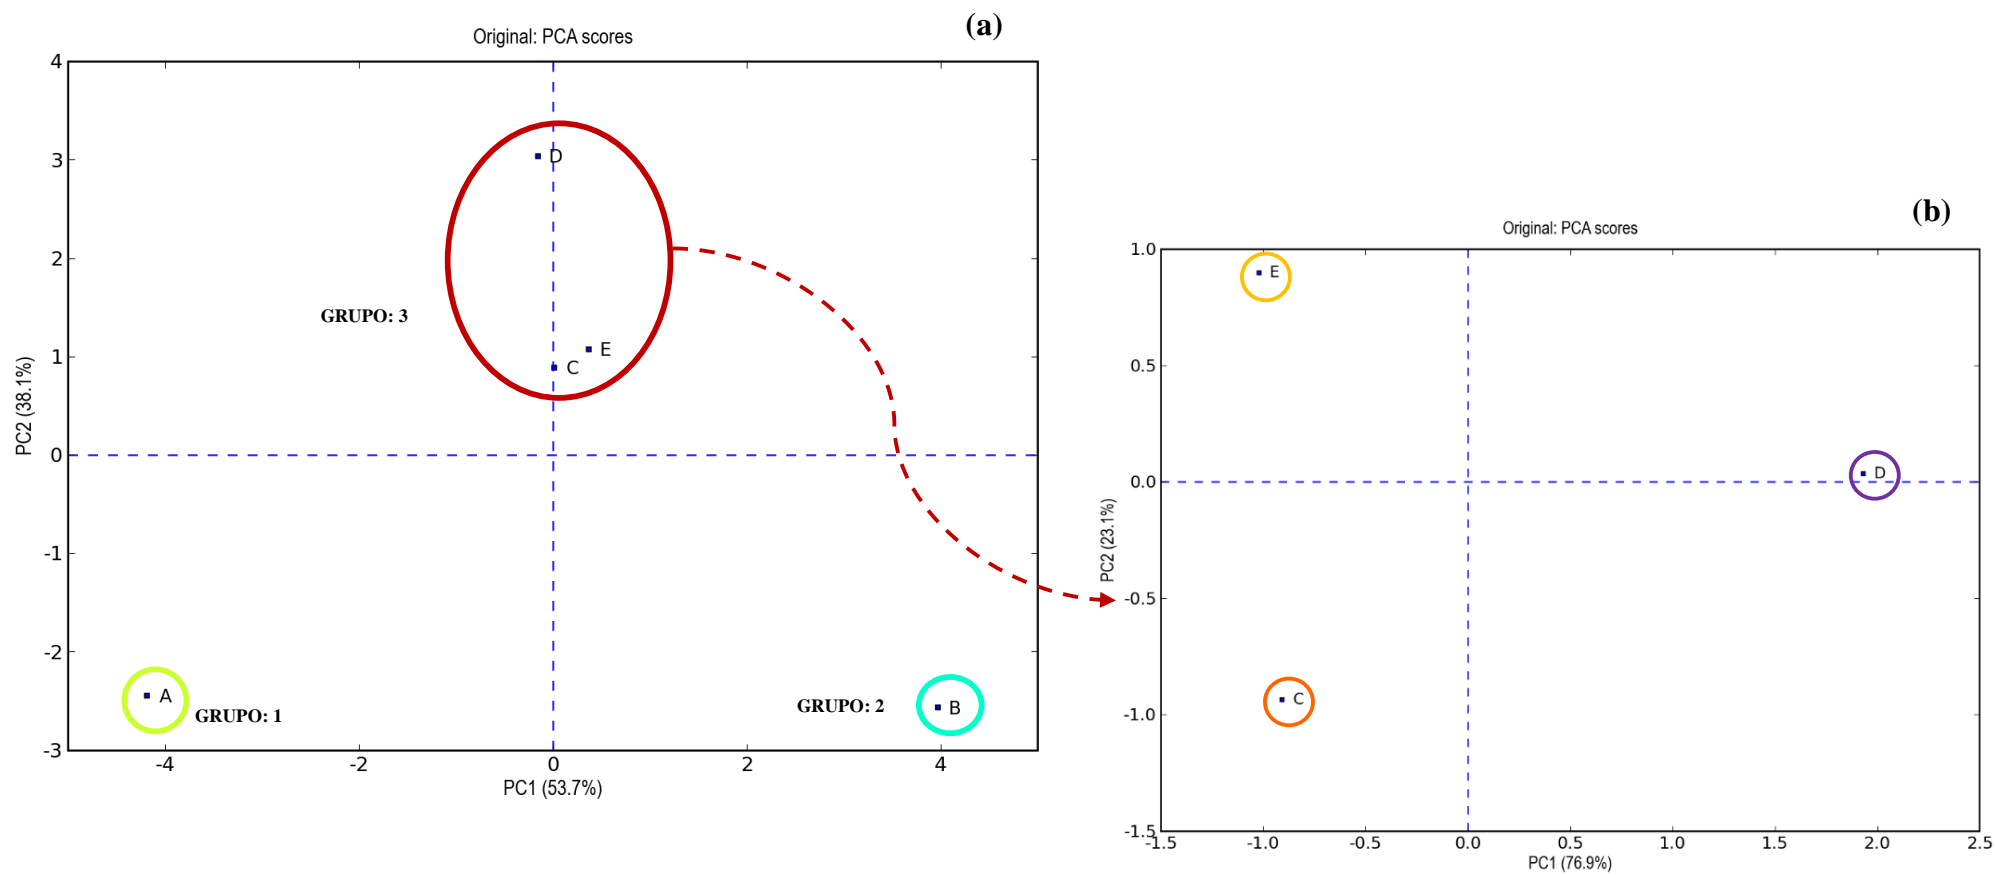 (a)
Original: PCA scores
4
3
2
1
0
-1
-2
-3
PC2 (38.1%)
D
E
C
GRUPO: 3
A
GRUPO: 1
GRUPO: 2
B
-4
-2
0
2
4
PC1 (53.7%)
(b)
Original: PCA scores
1.0
0.5
0.0
-0.5
-1.0
-1.5
PC2 (23.1%)
E
D
C
-1.5
-1.0
-0.5
0.0
0.5
1.0
1.5
2.0
2.5
PC1 (76.9%)